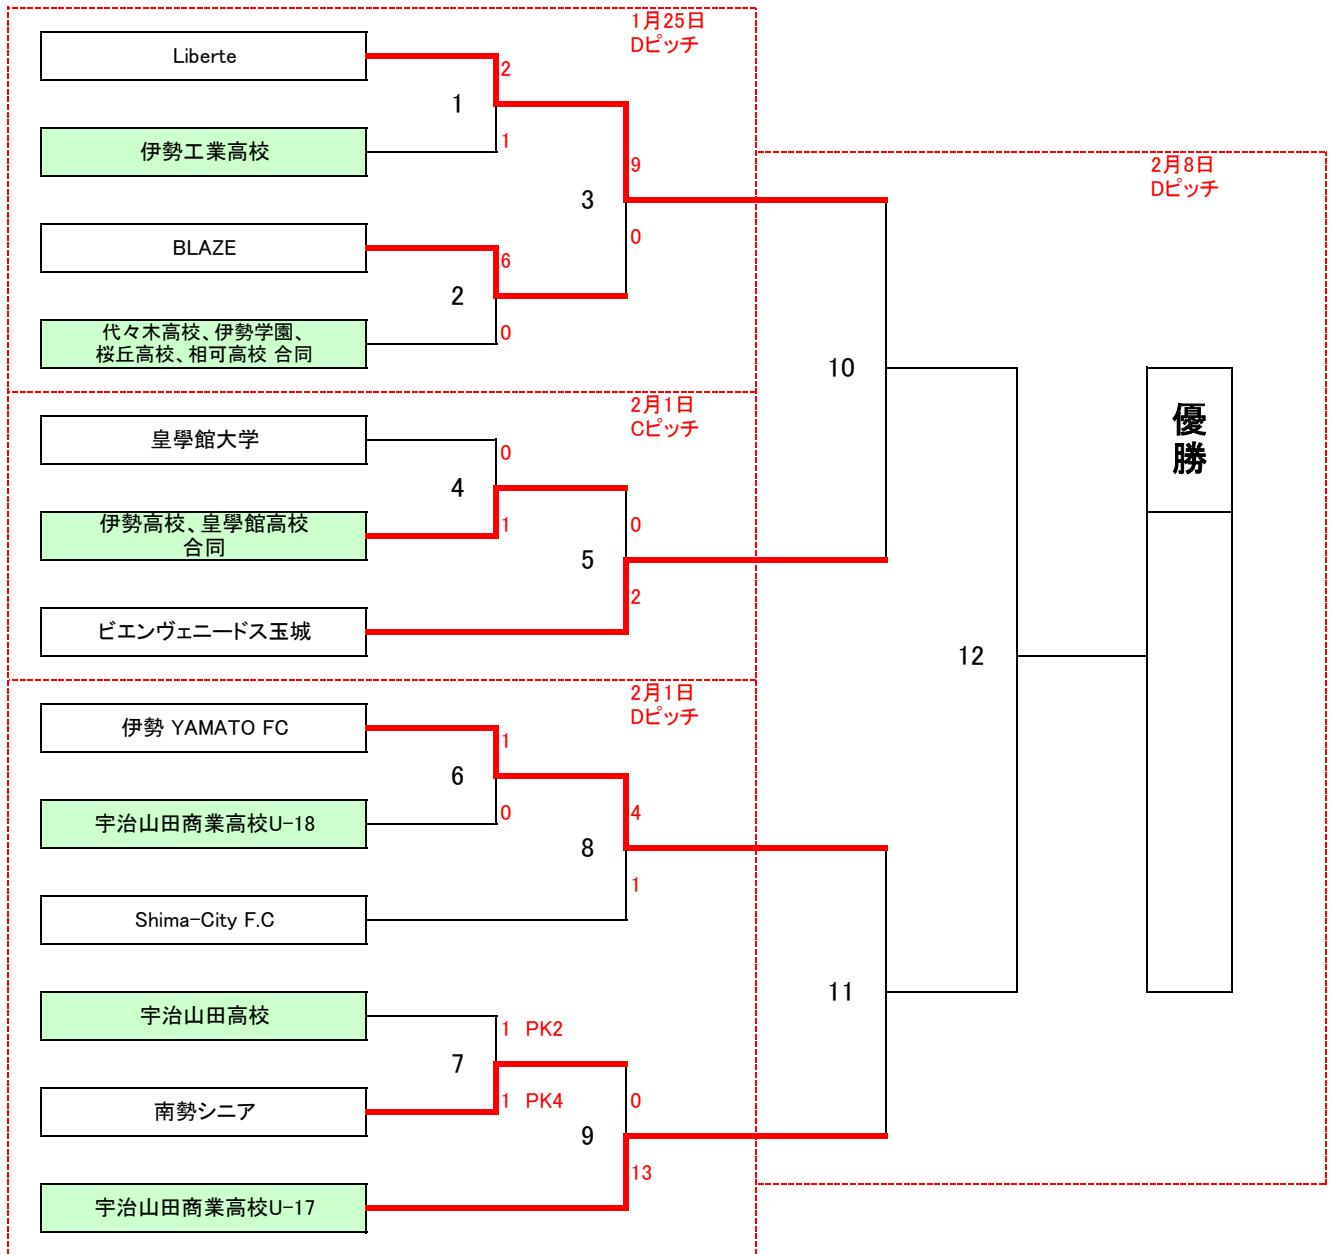 1月25日
Dピッチ
Liberte
2
1
1
伊勢工業高校
9
3
0
BLAZE
6
2
0
代々木高校、伊勢学園、
桜丘高校、相可高校 合同
2月8日
Dピッチ
10
優
勝
2月1日
Cピッチ
皇學館大学
0
4
1
伊勢高校、皇學館高校
合同
0
5
2
ビエンヴェニードス玉城
12
2月1日
Dピッチ
伊勢 YAMATO FC
1
6
0
宇治山田商業高校U-18
4
8
1
Shima-City F.C
11
宇治山田高校
1 PK2
7
1 PK4
南勢シニア
0
9
13
宇治山田商業高校U-17